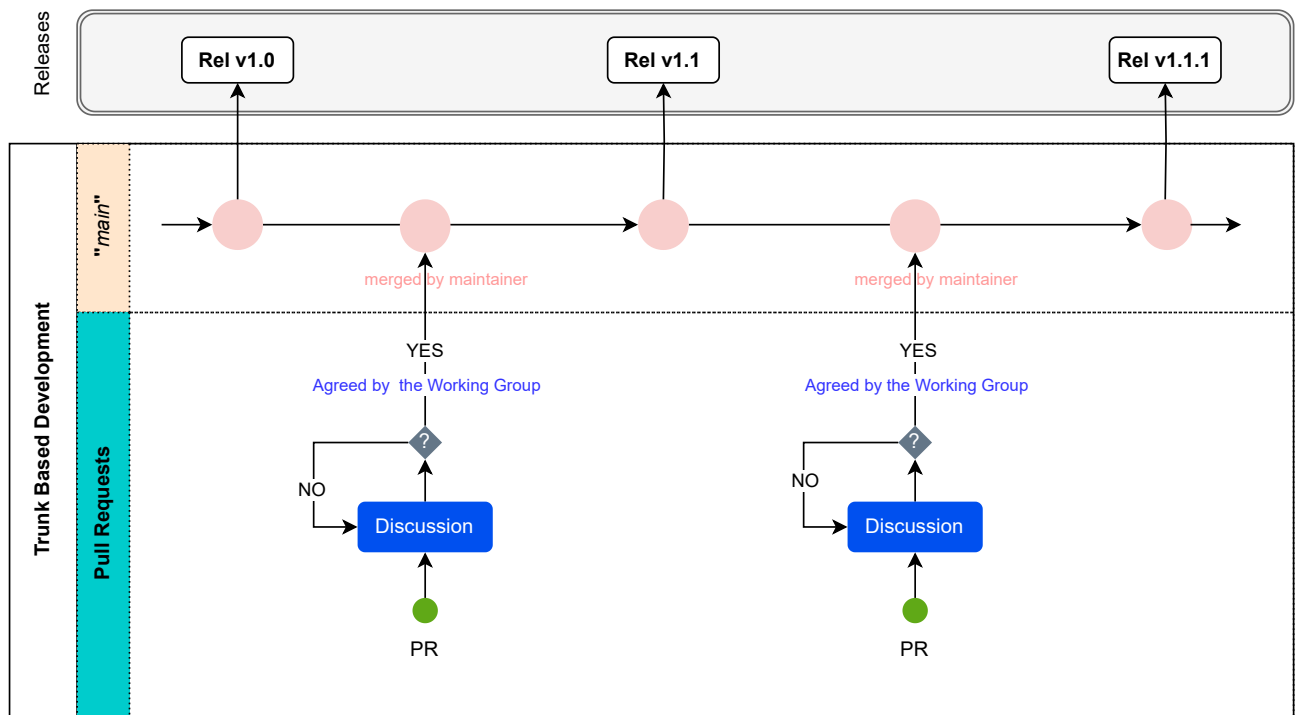 Releases
Rel v1.0
Rel v1.1
Rel v1.1.1
Trunk Based Development
"main"
merged by maintainer
merged by maintainer
Pull Requests
YES
YES
Agreed by  the Working Group
Agreed by the Working Group
?
?
NO
NO
Discussion
Discussion
PR
PR